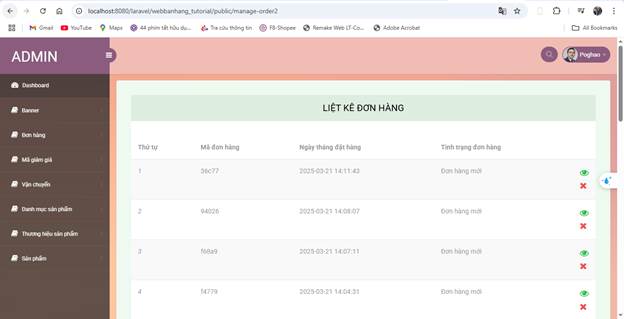 localhost:8080/laravel/webbanhang_tutorial/public/manage-order2
Gmail
YouTube
Maps
44 phim tết hữu dụ...
Tra cứu thông tin
F8-Shopee
Remake Web LT-Co...
Adobe Acrobat
All Bookmarks
ADMIN
Poghao
Dashboard
Banner
Đơn hàng
Mã giảm giá
Vận chuyển
Danh mục sản phẩm
Thương hiệu sản phẩm
Sản phẩm
LIỆT KÊ ĐƠN HÀNG
Thứ tự Mã đơn hàng Ngày tháng đặt hàng Tình trạng đơn hàng
1 36c77 2025-03-21 14:11:43 Đơn hàng mới
2 94026 2025-03-21 14:08:07 Đơn hàng mới
3 f69a9 2025-03-21 14:07:11 Đơn hàng mới
4 f4779 2025-03-21 14:04:31 Đơn hàng mới